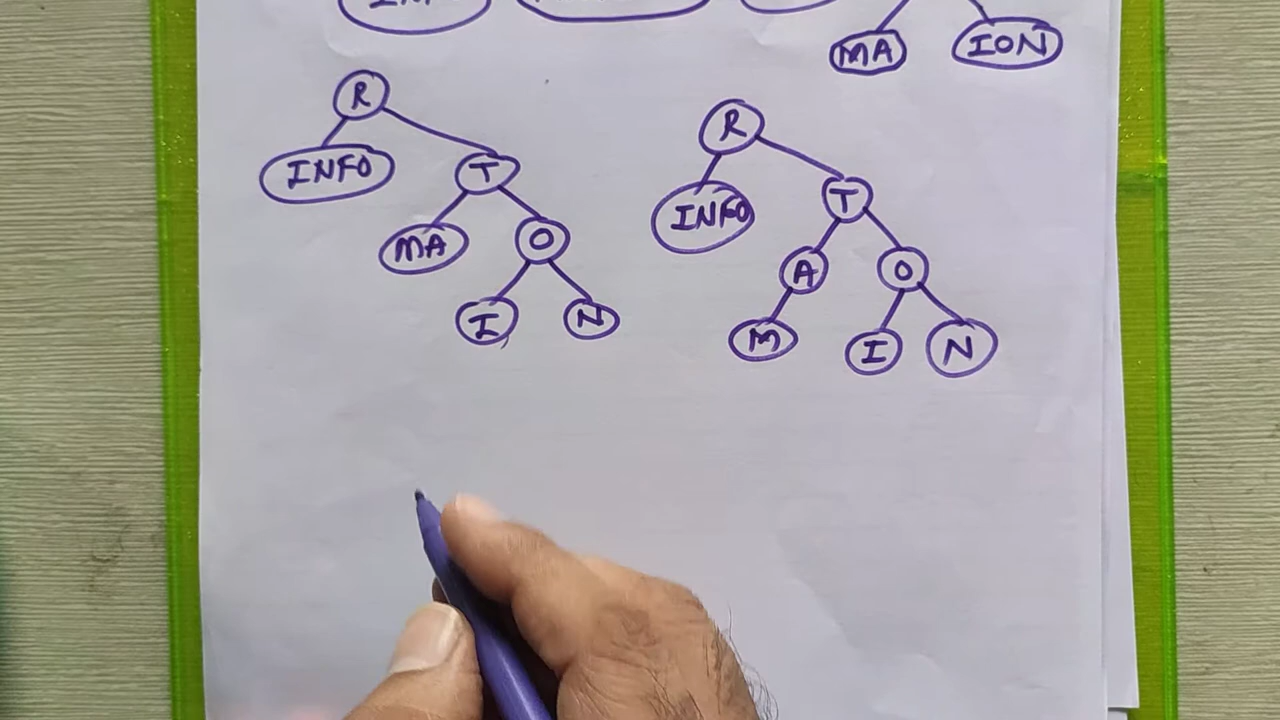 MA ION
R
INFO T
MA O
I N
R
INFO T
A O
M I N